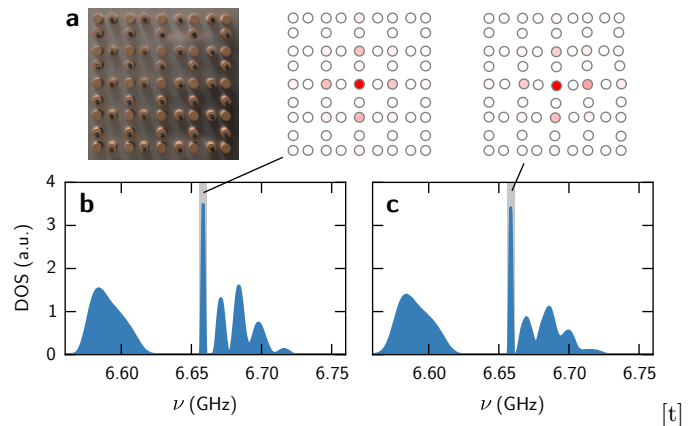 a
b
c
DOS (a.u.)
4
3
2
1
0
6.60
6.65
6.70
6.75
6.60
6.65
6.70
6.75
ν (GHz)
ν (GHz)
[t]